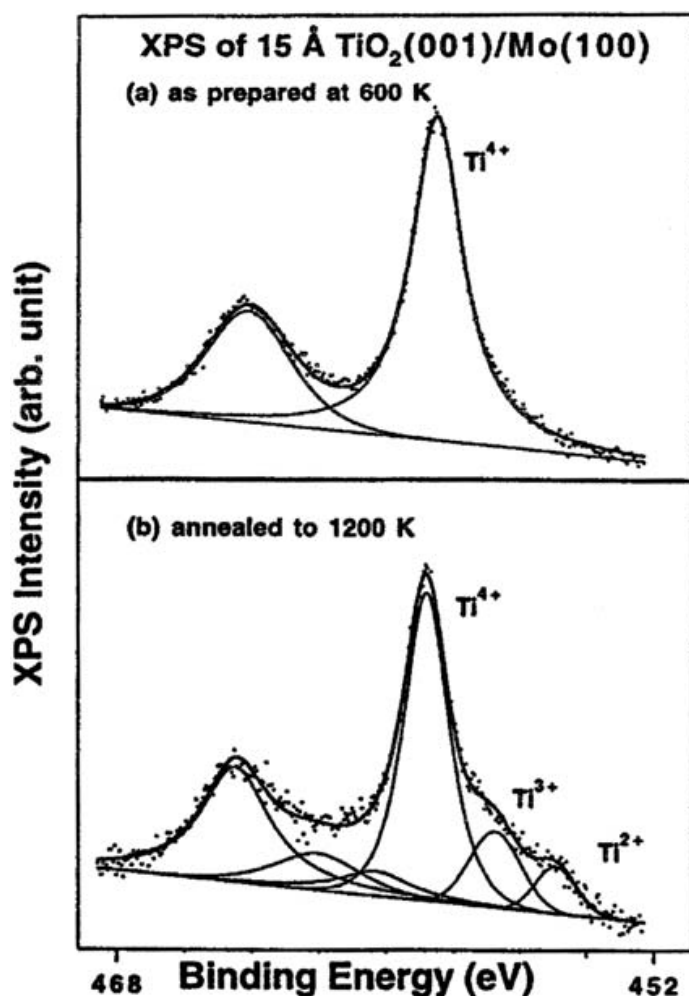 XPS of 15 Å TiO₂(001)/Mo(100)
(a) as prepared at 600 K
Ti⁴⁺
XPS Intensity (arb. unit)
(b) annealed to 1200 K
Ti⁴⁺
Ti³⁺
Ti²⁺
468 Binding Energy (eV) 452